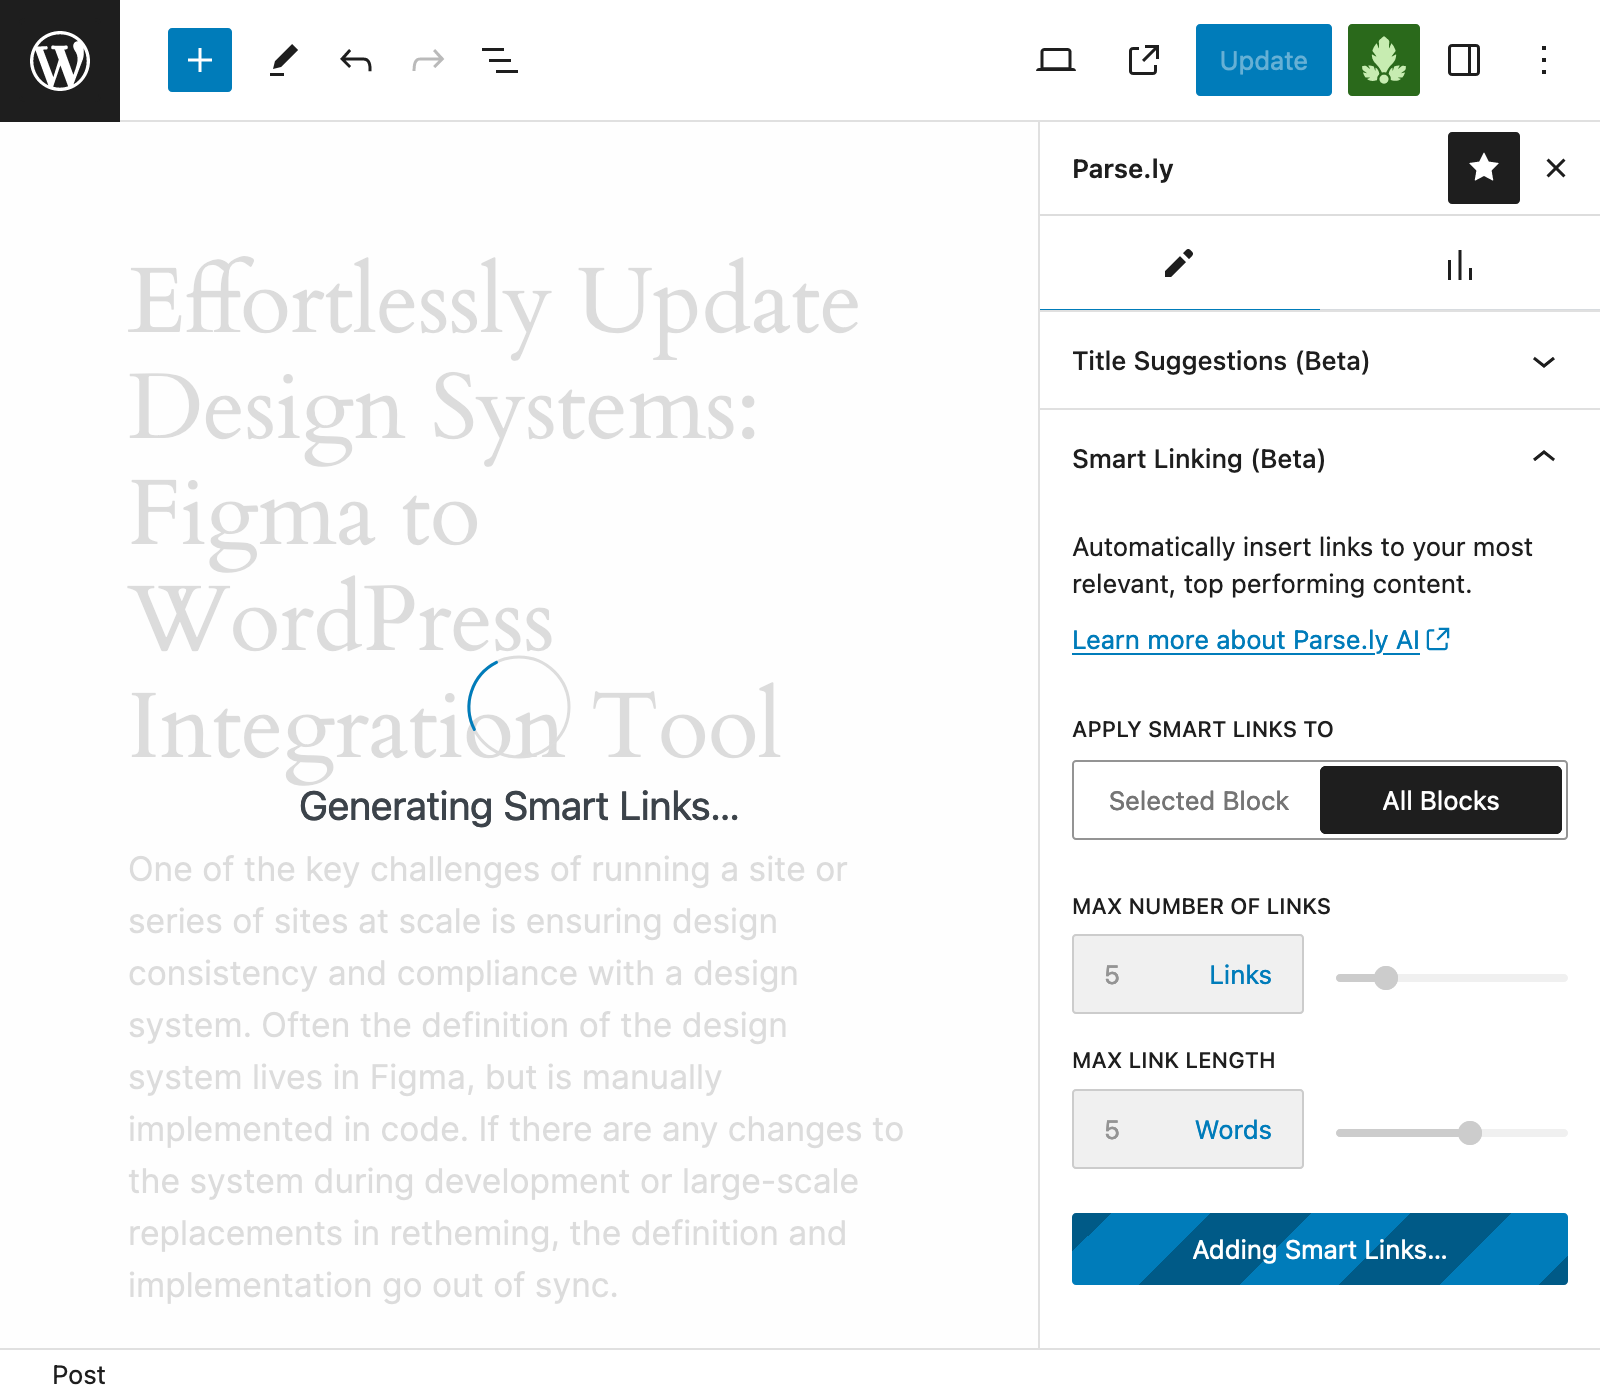 Update
Parse.ly
Effortlessly Update
Design Systems:
Figma to
WordPress
Integration Tool
Generating Smart Links...
One of the key challenges of running a site or
series of sites at scale is ensuring design
consistency and compliance with a design
system. Often the definition of the design
system lives in Figma, but is manually
implemented in code. If there are any changes to
the system during development or large-scale
replacements in retheming, the definition and
implementation go out of sync.
Title Suggestions (Beta)
Smart Linking (Beta)
Automatically insert links to your most
relevant, top performing content.
Learn more about Parse.ly AI
APPLY SMART LINKS TO
Selected Block All Blocks
MAX NUMBER OF LINKS
5 Links
MAX LINK LENGTH
5 Words
Adding Smart Links...
Post